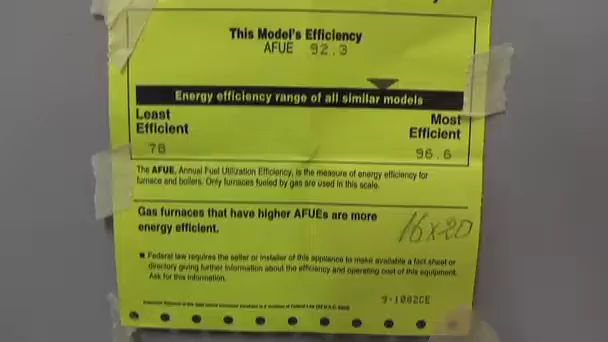 This Model's Efficiency
AFUE 92.3
Energy efficiency range of all similar models
Least
Efficient
Most
Efficient
78
96.6
The AFUE, Annual Fuel Utilization Efficiency, is the measure of energy efficiency for
furnace and boilers. Only furnaces fueled by gas are used in this scale.
Gas furnaces that have higher AFUEs are more
energy efficient.
16x20
■ Federal law requires the seller or installer of this appliance to make available a fact sheet or
directory giving further information about the efficiency and operating cost of this equipment.
Ask for this information.
9-1002CE